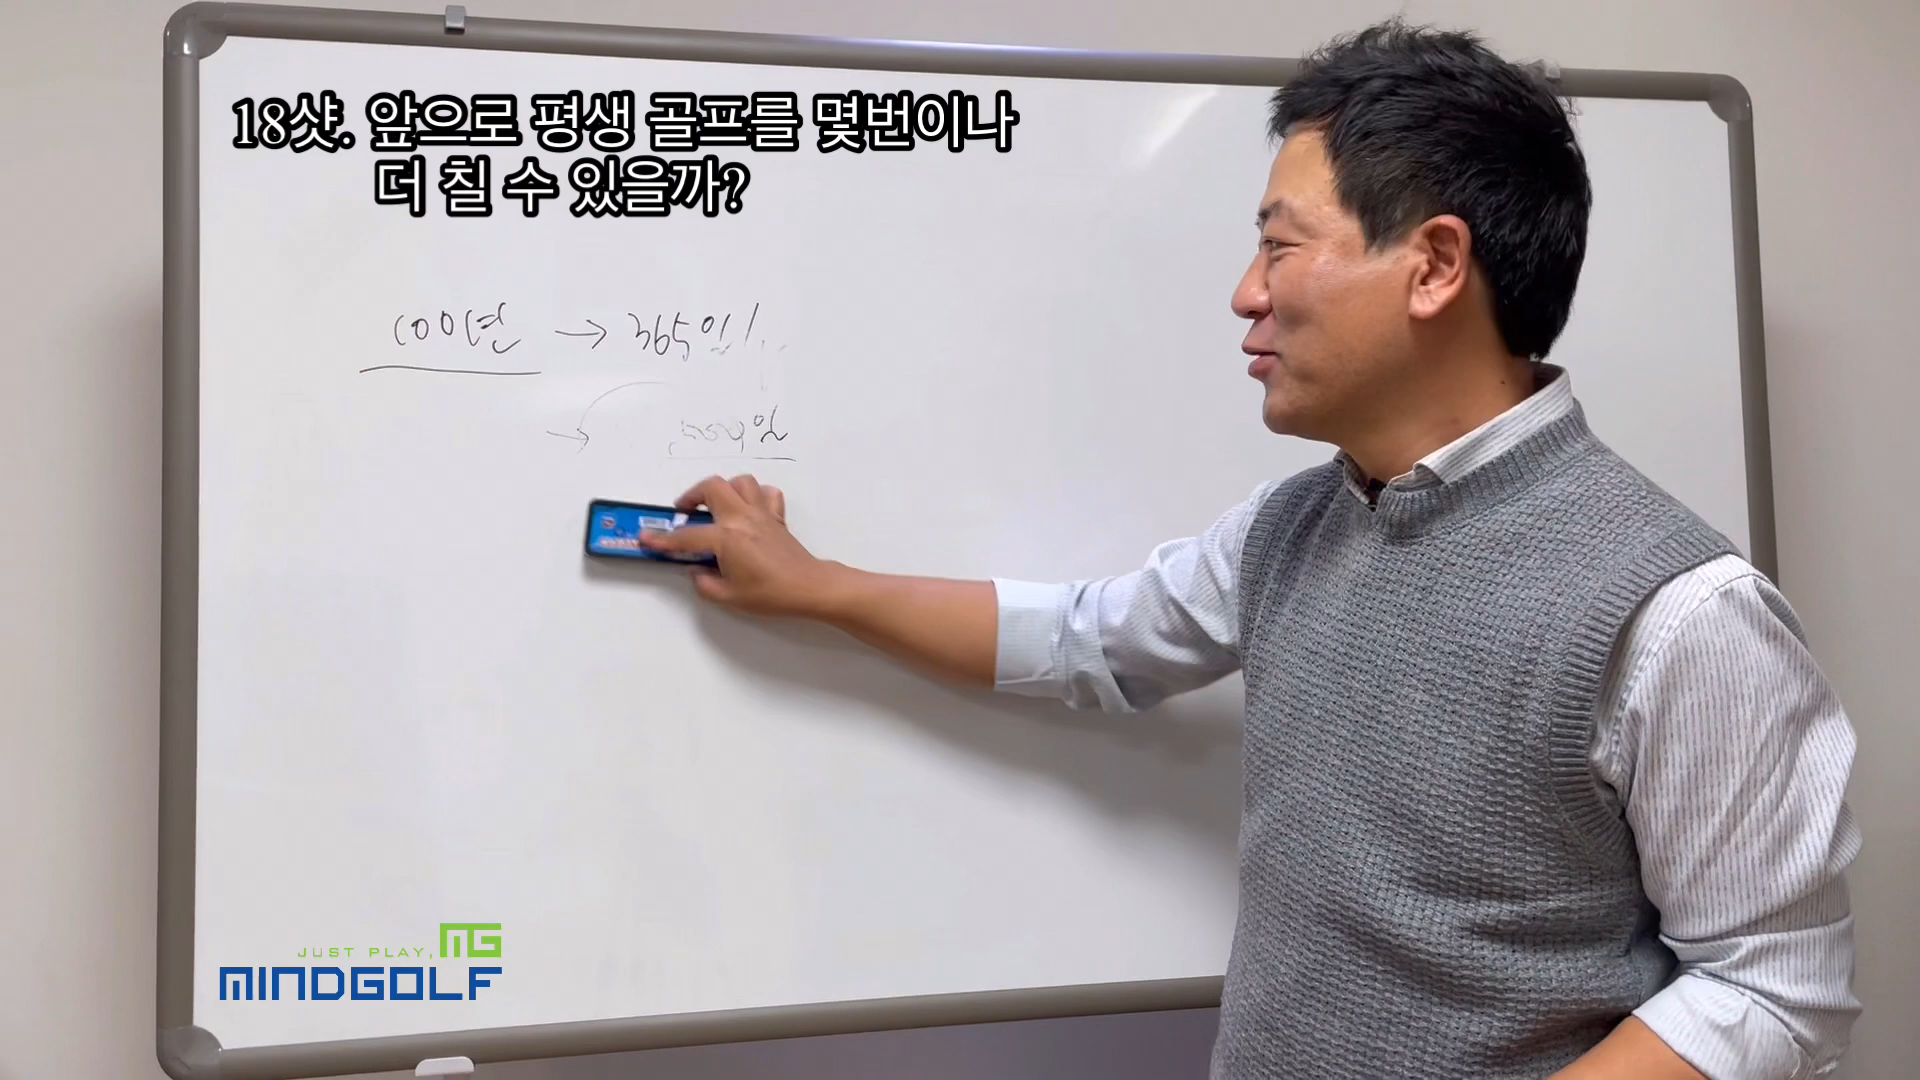 18샷. 앞으로 평생 골프를 몇번이나
더 칠 수 있을까?
100년 → 365일
일
JUST PLAY, MG
MINDGOLF